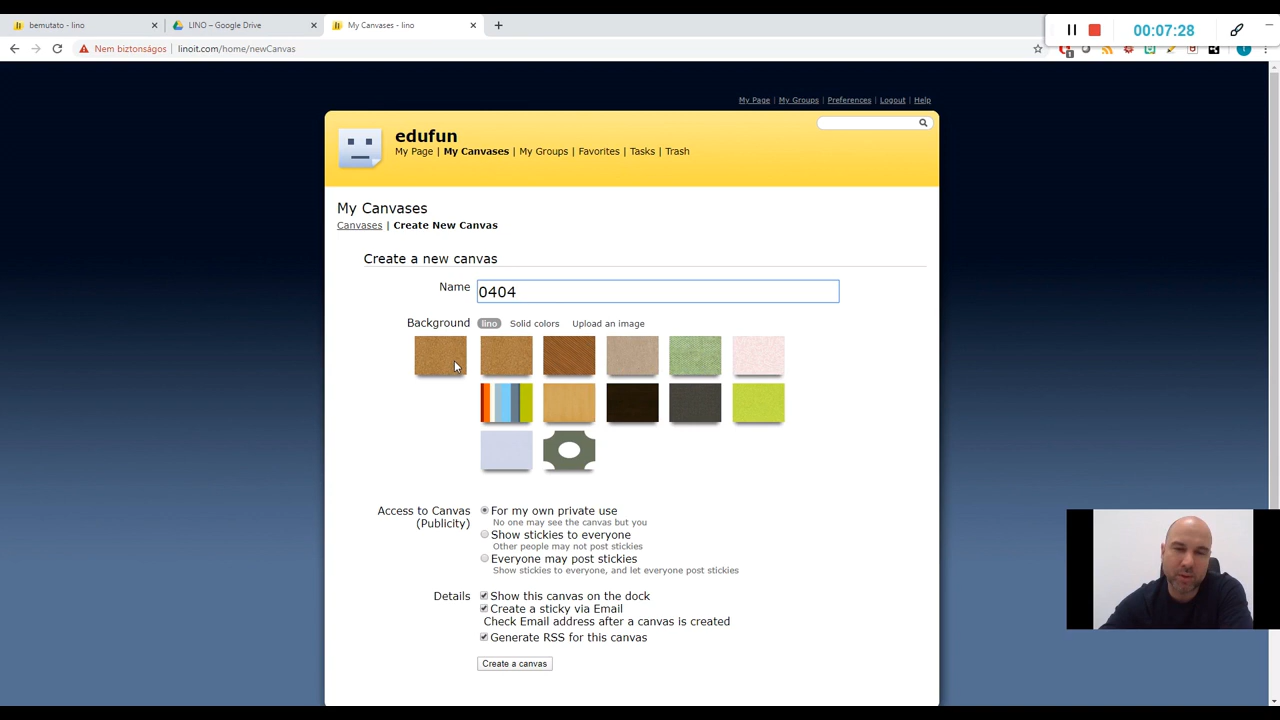 bemutato - lino
LINO – Google Drive
My Canvases - lino
00:07:28
Nem biztonságos
linoit.com/home/newCanvas
My Page | My Groups | Preferences | Logout | Help
edufun
My Page | My Canvases | My Groups | Favorites | Tasks | Trash
My Canvases
Canvases | Create New Canvas
Create a new canvas
Name
0404
Background
lino
Solid colors
Upload an image
Access to Canvas
(Publicity)
For my own private use
No one may see the canvas but you
Show stickies to everyone
Other people may not post stickies
Everyone may post stickies
Show stickies to everyone, and let everyone post stickies
Details
Show this canvas on the dock
Create a sticky via Email
Check Email address after a canvas is created
Generate RSS for this canvas
Create a canvas